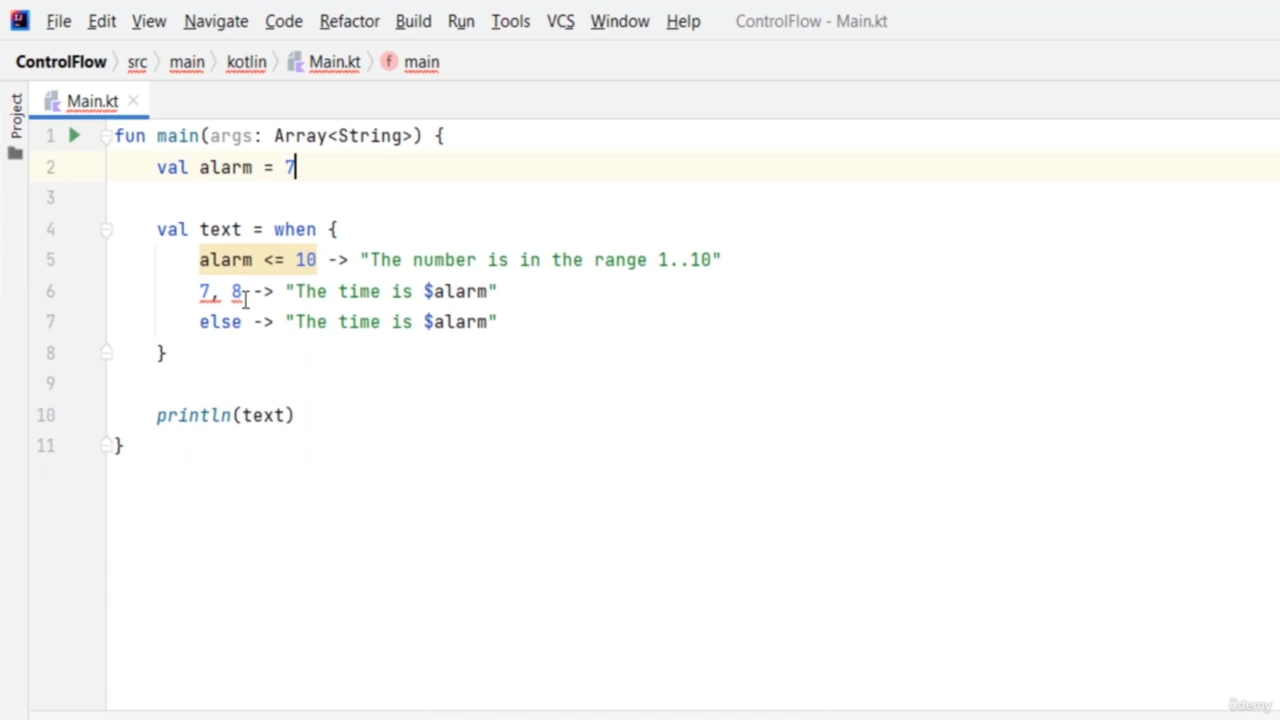 File Edit View Navigate Code Refactor Build Run Tools VCS Window Help ControlFlow - Main.kt
ControlFlow src main kotlin Main.kt f main
Project
Main.kt
1 fun main(args: Array<String>) {
2 val alarm = 7
3
4 val text = when {
5 alarm <= 10 -> "The number is in the range 1..10"
6 7, 8 -> "The time is $alarm"
7 else -> "The time is $alarm"
8 }
9
10 println(text)
11 }
ûdemy